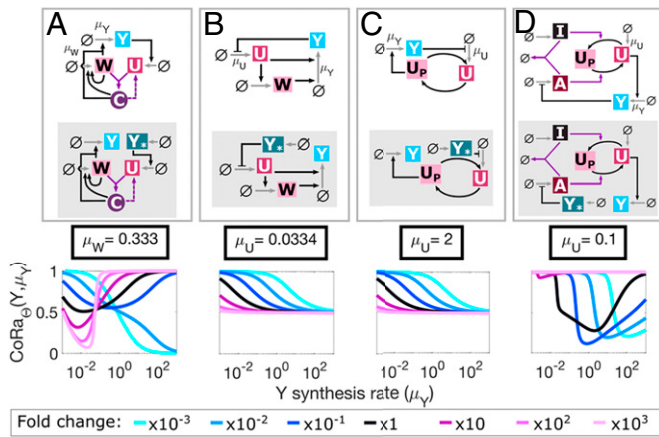 A B C D
∅ μY Y
μW
∅ W U ∅
C
∅ Y Y* ∅
∅ W U ∅
C
Y
∅ U μY
μU
∅ W ∅
∅ Y* ∅ Y
U
∅ W ∅
μY ∅
∅ Y μU
UP U
∅ Y Y* ∅
UP U
∅ I ∅
∅ UP U
∅ A
Y μY ∅
∅ I ∅
∅ UP U
∅ A
Y* ∅ Y ∅
μW= 0.333 μU= 0.0334 μU= 2 μU= 0.1
CoRaΘ(Y,μY)
1
0.5
0
10⁻² 10⁰ 10² 10⁻² 10⁰ 10² 10⁻² 10⁰ 10² 10⁻² 10⁰ 10²
Y synthesis rate (μY)
Fold change: x10⁻³ x10⁻² x10⁻¹ x1 x10 x10² x10³